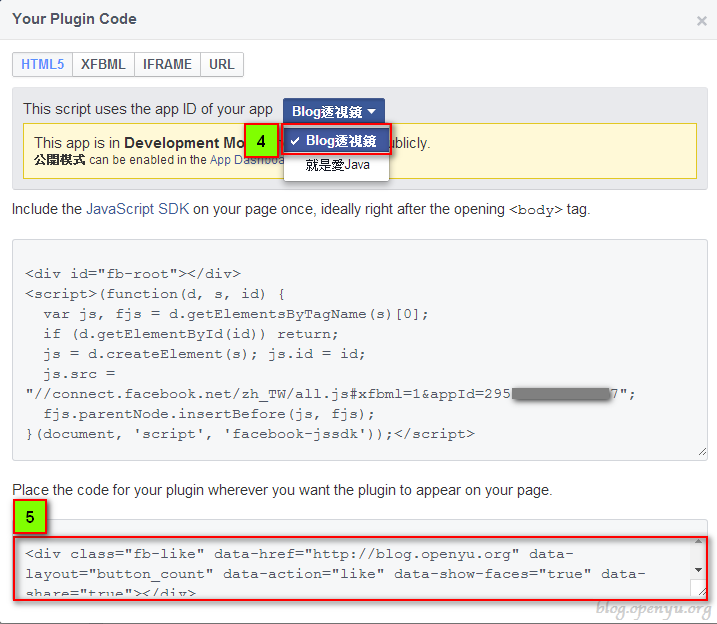 Your Plugin Code
×
HTML5 XFBML IFRAME URL
This script uses the app ID of your app Blog透視鏡
This app is in Development Mo ublicly.
4
✓ Blog透視鏡
公開模式 can be enabled in the App Dashboa
就是愛Java
Include the JavaScript SDK on your page once, ideally right after the opening <body> tag.
<div id="fb-root"></div>
<script>(function(d, s, id) {
var js, fjs = d.getElementsByTagName(s)[0];
if (d.getElementById(id)) return;
js = d.createElement(s); js.id = id;
js.src =
"//connect.facebook.net/zh_TW/all.js#xfbml=1&appId=295 7";
fjs.parentNode.insertBefore(js, fjs);
}(document, 'script', 'facebook-jssdk'));</script>
Place the code for your plugin wherever you want the plugin to appear on your page.
5
<div class="fb-like" data-href="http://blog.openyu.org" data-
layout="button_count" data-action="like" data-show-faces="true" data-
share="true"></div>
blog.openyu.org